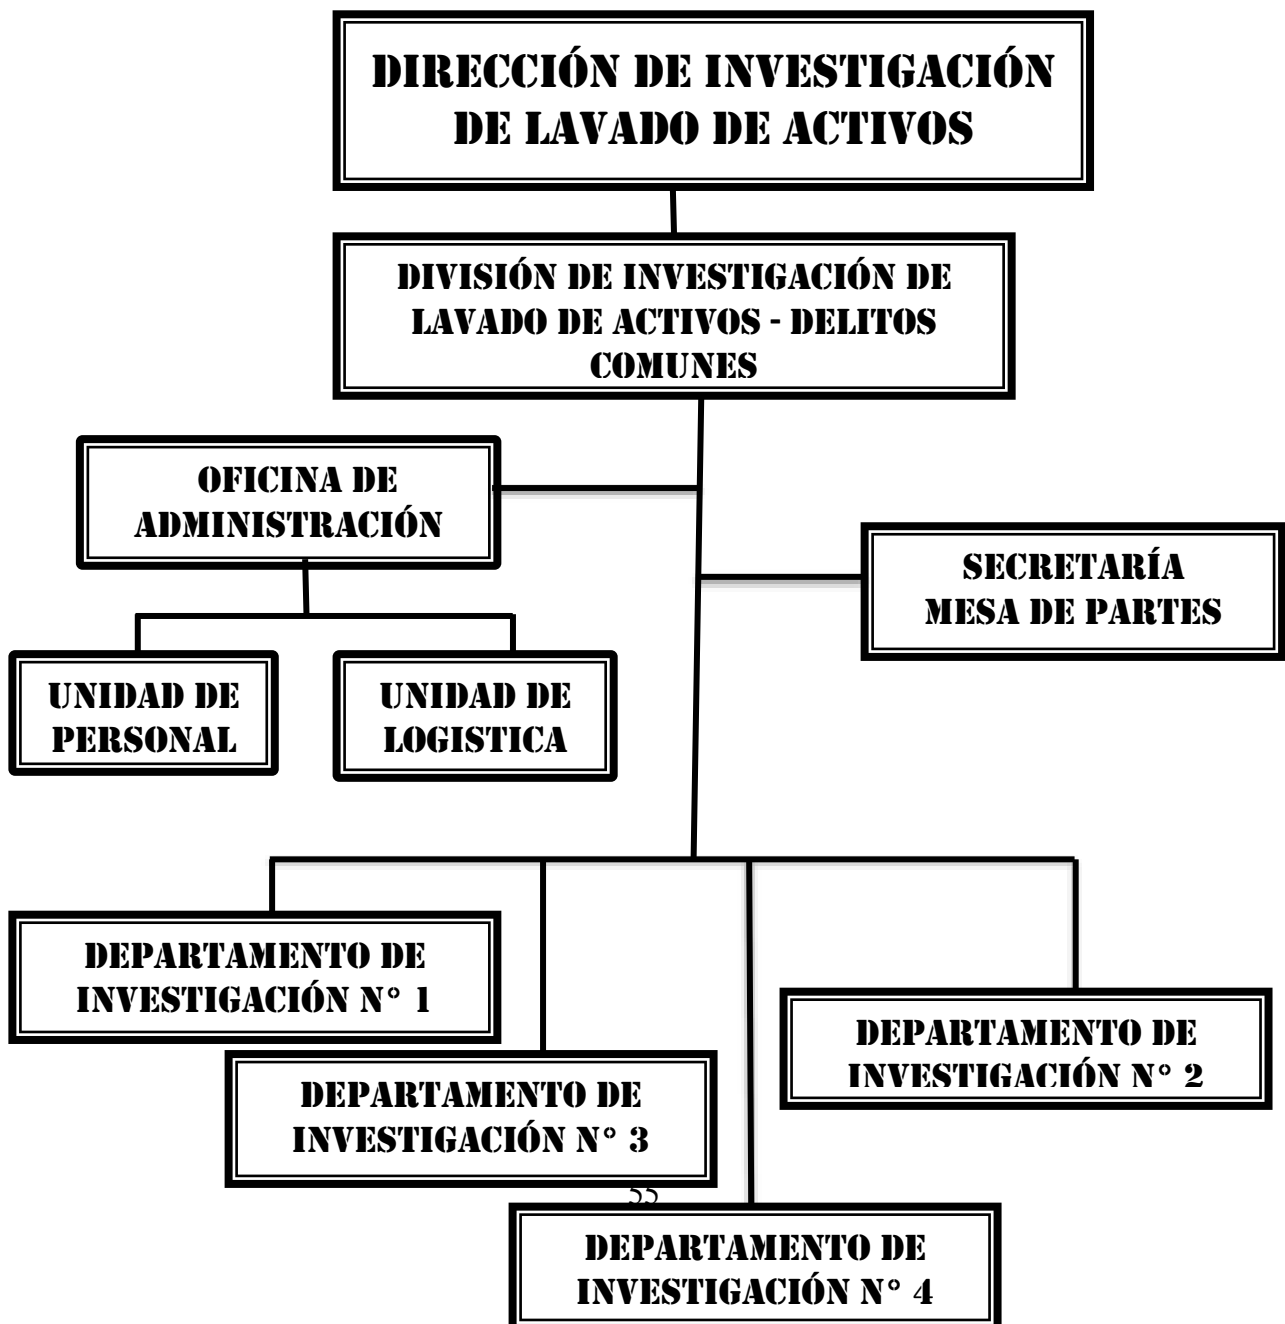 DIRECCIÓN DE INVESTIGACIÓN
DE LAVADO DE ACTIVOS
DIVISIÓN DE INVESTIGACIÓN DE
LAVADO DE ACTIVOS - DELITOS
COMUNES
OFICINA DE
ADMINISTRACIÓN
SECRETARÍA
MESA DE PARTES
UNIDAD DE
PERSONAL
UNIDAD DE
LOGISTICA
DEPARTAMENTO DE
INVESTIGACIÓN N° 1
DEPARTAMENTO DE
INVESTIGACIÓN N° 2
DEPARTAMENTO DE
INVESTIGACIÓN N° 3
55
DEPARTAMENTO DE
INVESTIGACIÓN N° 4